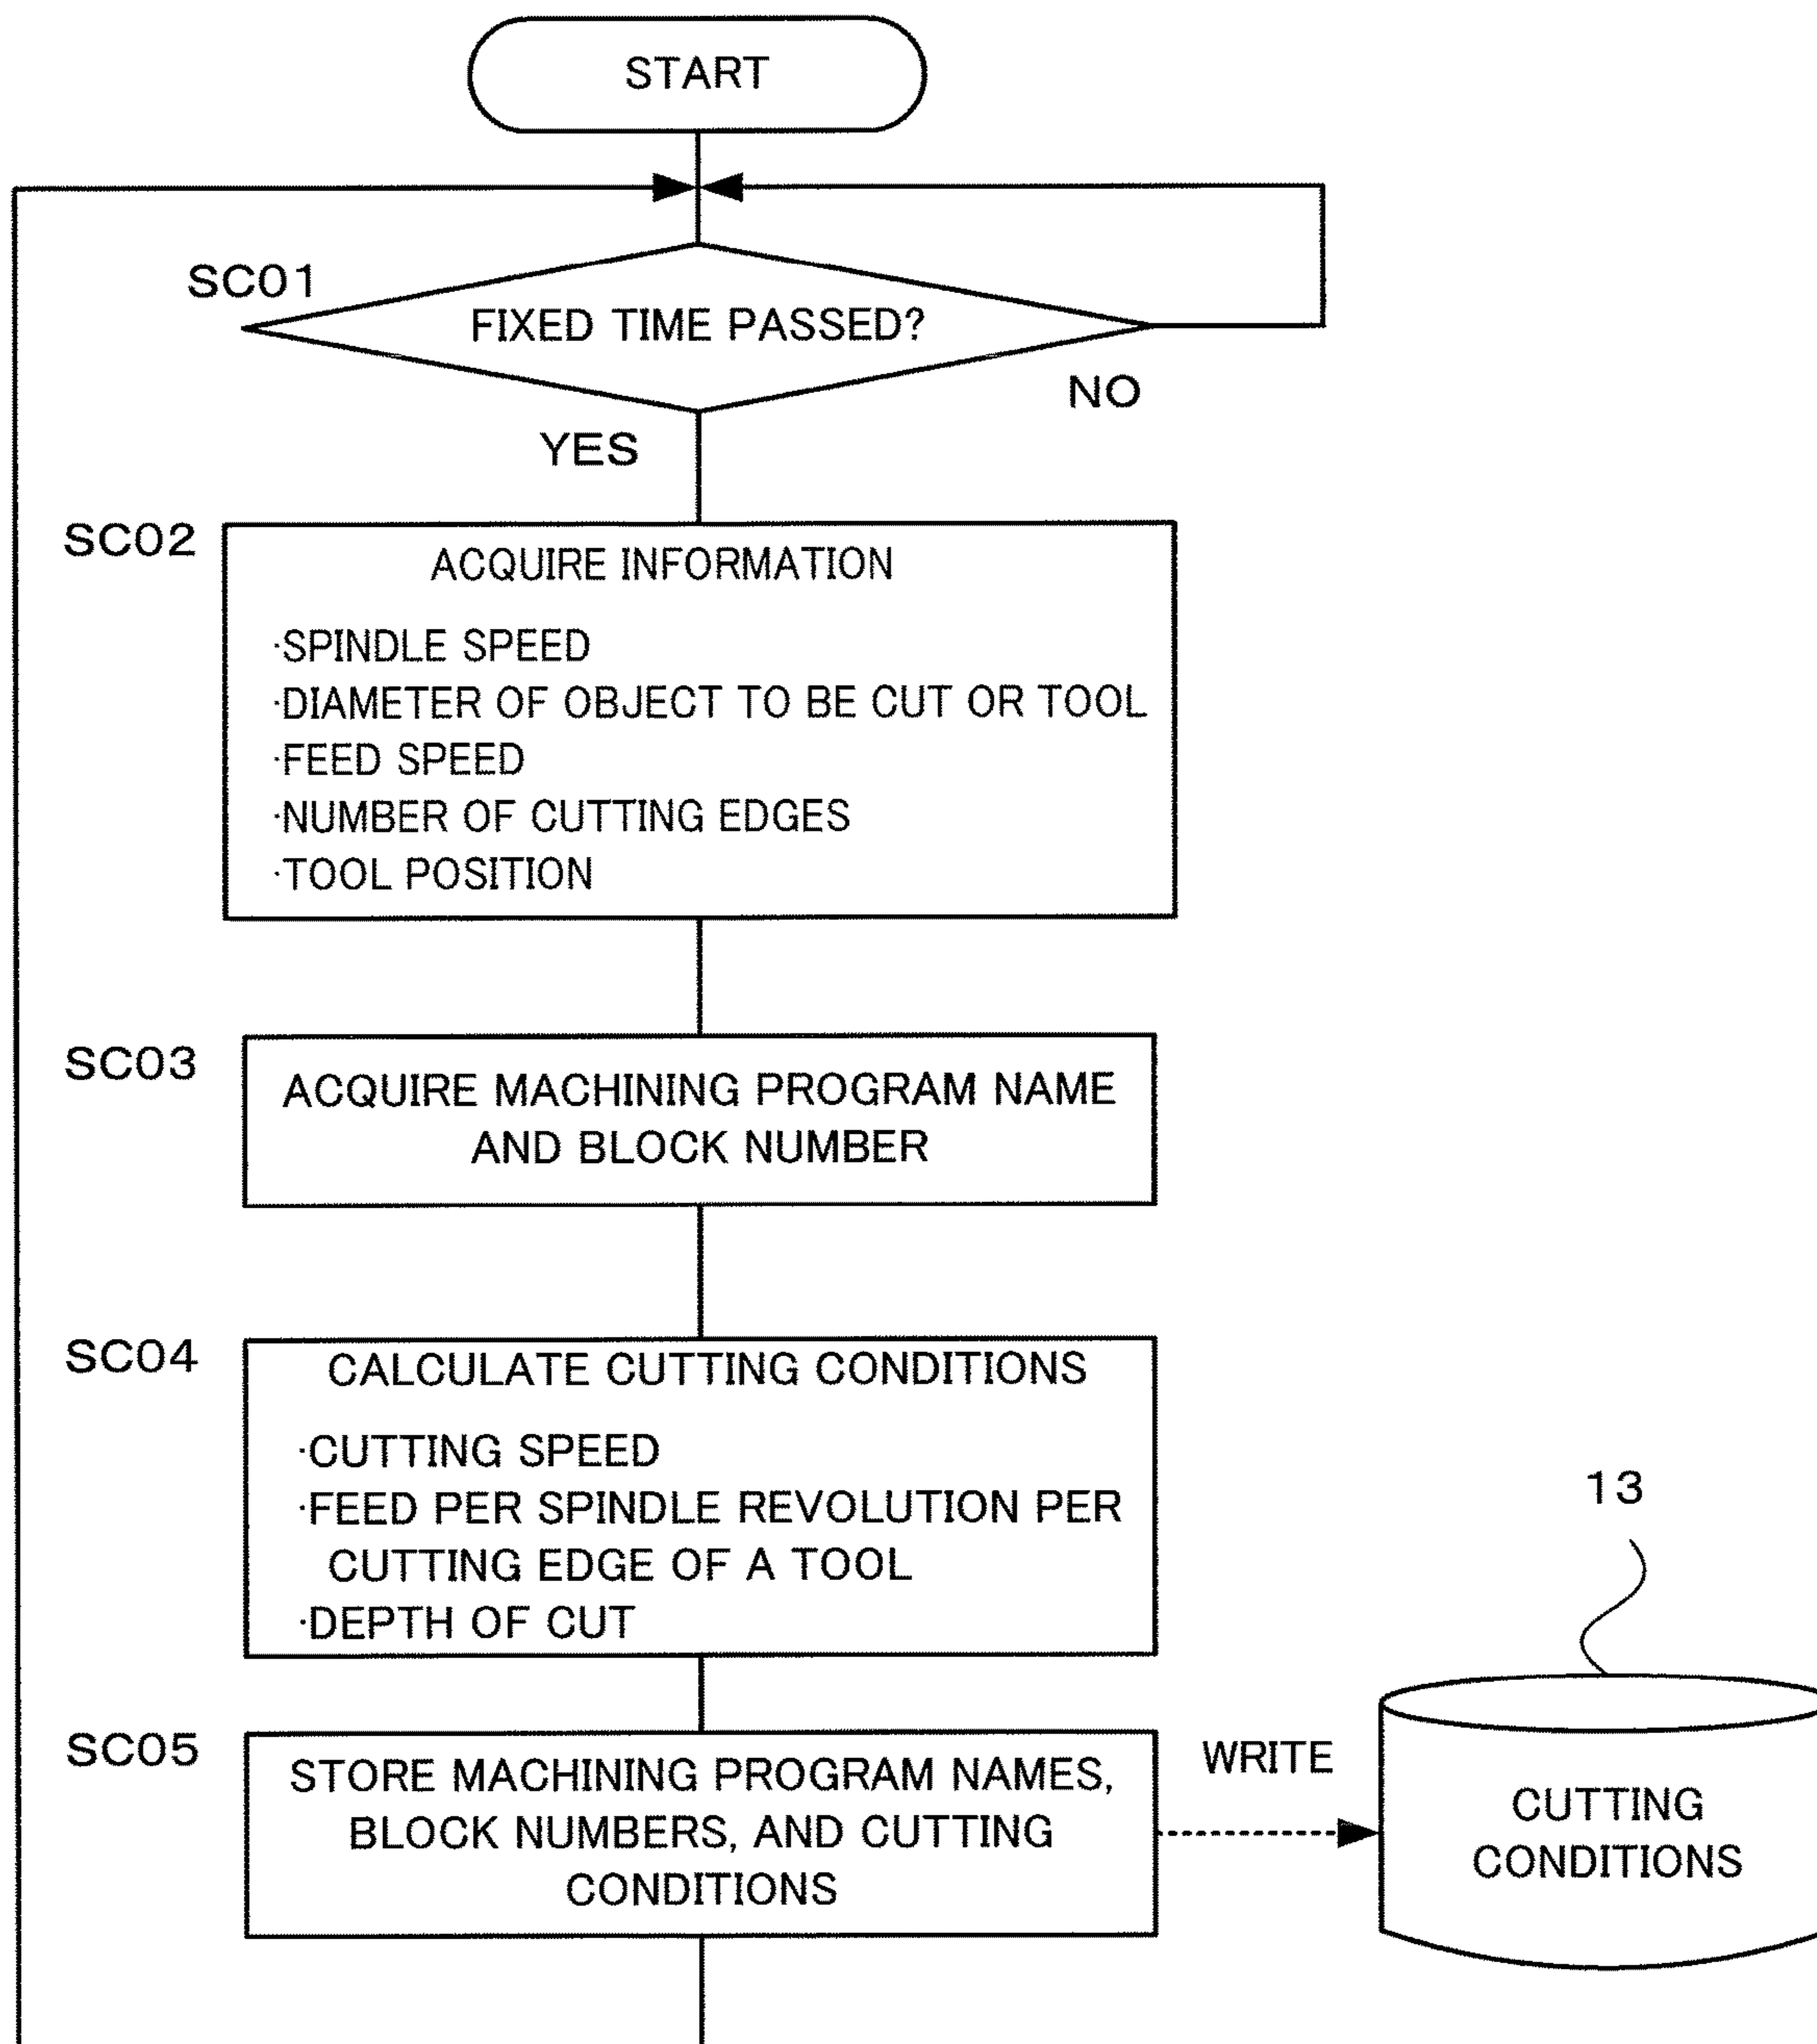 START
SC01
FIXED TIME PASSED?
NO
YES
SC02
ACQUIRE INFORMATION
·SPINDLE SPEED
·DIAMETER OF OBJECT TO BE CUT OR TOOL
·FEED SPEED
·NUMBER OF CUTTING EDGES
·TOOL POSITION
SC03
ACQUIRE MACHINING PROGRAM NAME
AND BLOCK NUMBER
SC04
CALCULATE CUTTING CONDITIONS
·CUTTING SPEED
·FEED PER SPINDLE REVOLUTION PER
CUTTING EDGE OF A TOOL
·DEPTH OF CUT
13
SC05
STORE MACHINING PROGRAM NAMES,
BLOCK NUMBERS, AND CUTTING
CONDITIONS
WRITE
CUTTING
CONDITIONS